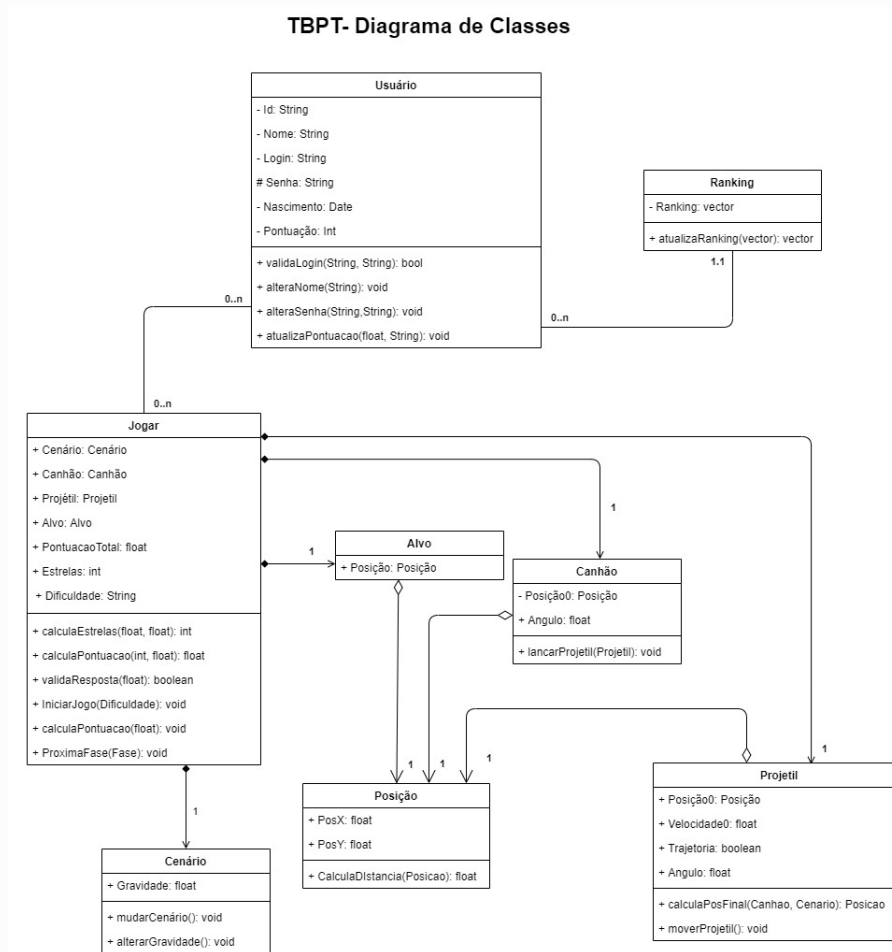 TBPT- Diagrama de Classes
Usuário
- Id: String
- Nome: String
- Login: String
# Senha: String
- Nascimento: Date
- Pontuação: Int
+ validaLogin(String, String): bool
+ alteraNome(String): void
+ alteraSenha(String,String): void
+ atualizaPontuacao(float, String): void
Ranking
- Ranking: vector
+ atualizaRanking(vector): vector
1.1
0..n
0..n
0..n
Jogar
+ Cenário: Cenário
+ Canhão: Canhão
+ Projétil: Projetil
+ Alvo: Alvo
+ PontuacaoTotal: float
+ Estrelas: int
+ Dificuldade: String
+ calculaEstrelas(float, float): int
+ calculaPontuacao(int, float): float
+ validaResposta(float): boolean
+ IniciarJogo(Dificuldade): void
+ calculaPontuacao(float): void
+ ProximaFase(Fase): void
1
Alvo
+ Posição: Posição
1
Canhão
- Posição0: Posição
+ Angulo: float
+ lancarProjetil(Projetil): void
1
1
1
1
Posição
+ PosX: float
+ PosY: float
+ CalculaDIstancia(Posicao): float
Projetil
+ Posição0: Posição
+ Velocidade0: float
+ Trajetoria: boolean
+ Angulo: float
+ calculaPosFinal(Canhao, Cenario): Posicao
+ moverProjetil(): void
1
Cenário
+ Gravidade: float
+ mudarCenário(): void
+ alterarGravidade(): void